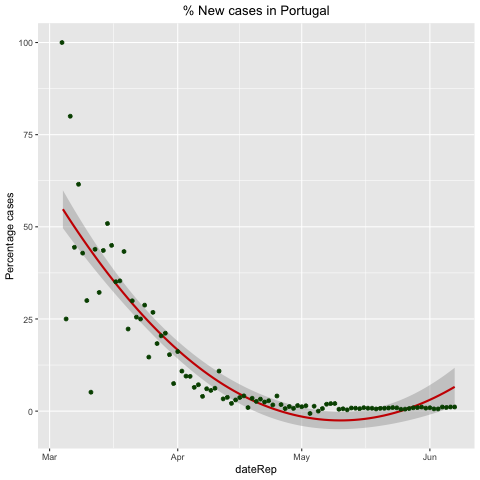 % New cases in Portugal
Percentage cases
100
75
50
25
0
Mar
Apr
May
Jun
dateRep